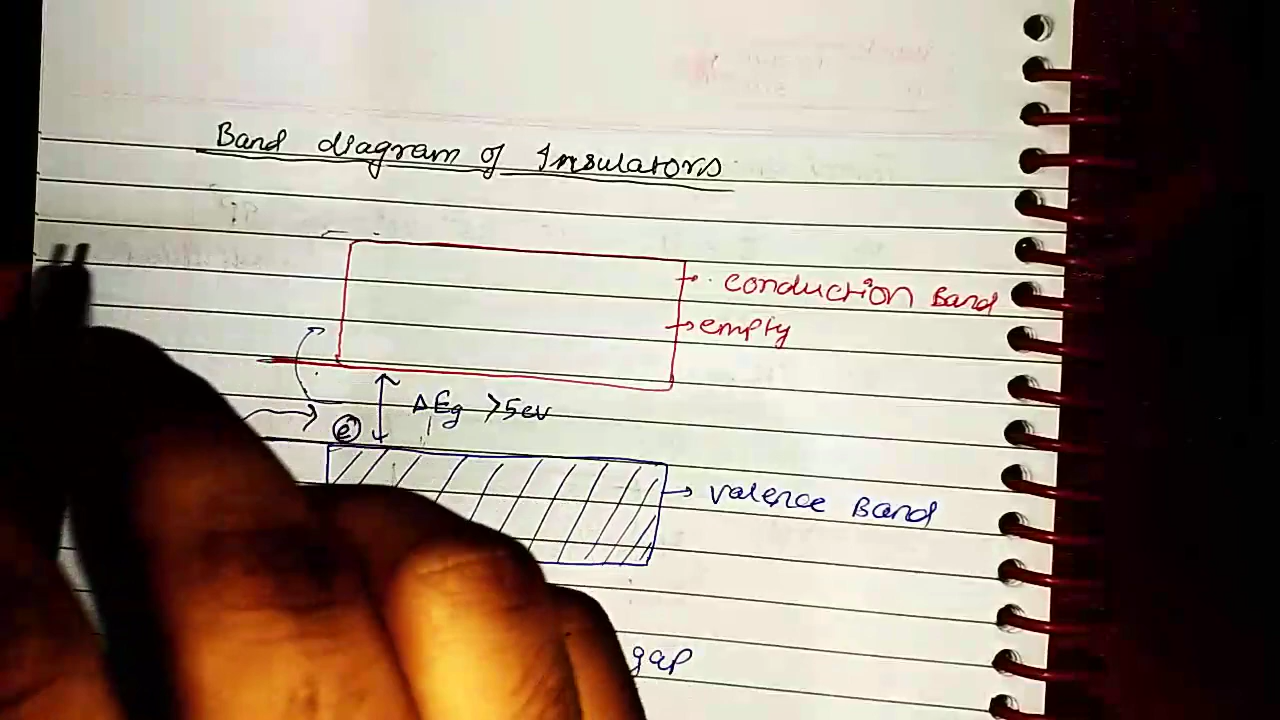 Band diagram of Insulators
→ conduction Band
→ empty
ΔEg >5ev
e⁻
→ valence Band
gap